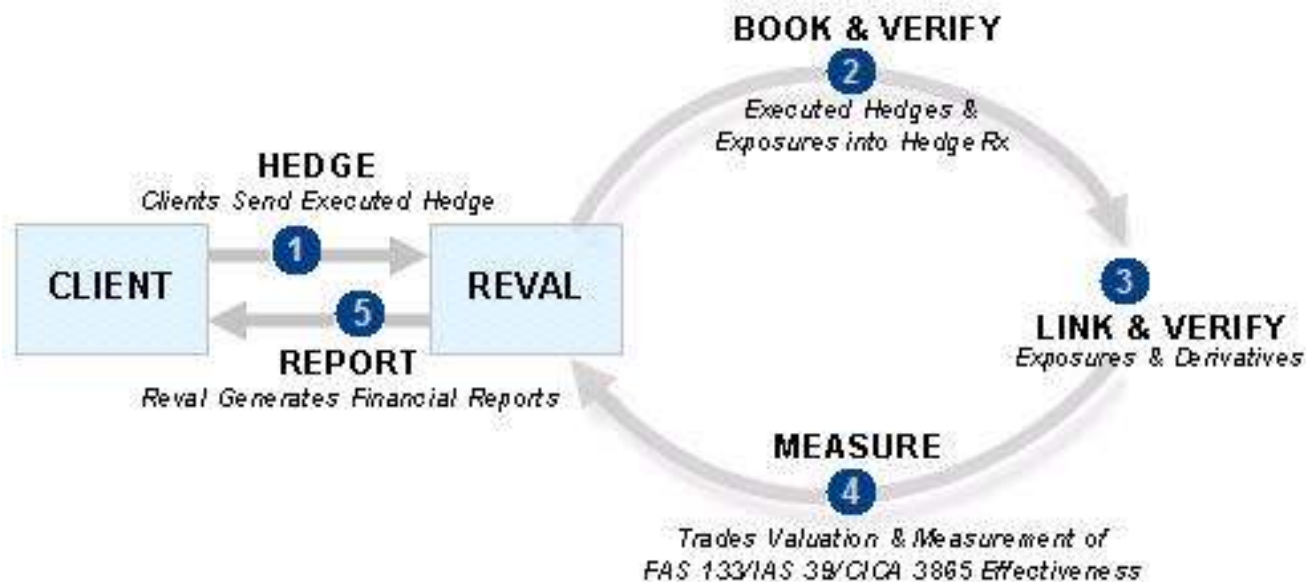 BOOK & VERIFY
2
Executed Hedges &
Exposures into Hedge Rx
HEDGE
Clients Send Executed Hedge
1
CLIENT
REVAL
5
REPORT
Reval Generates Financial Reports
3
LINK & VERIFY
Exposures & Derivatives
MEASURE
4
Trades Valuation & Measurement of
FAS 133/IAS 39/CICA 3865 Effectiveness